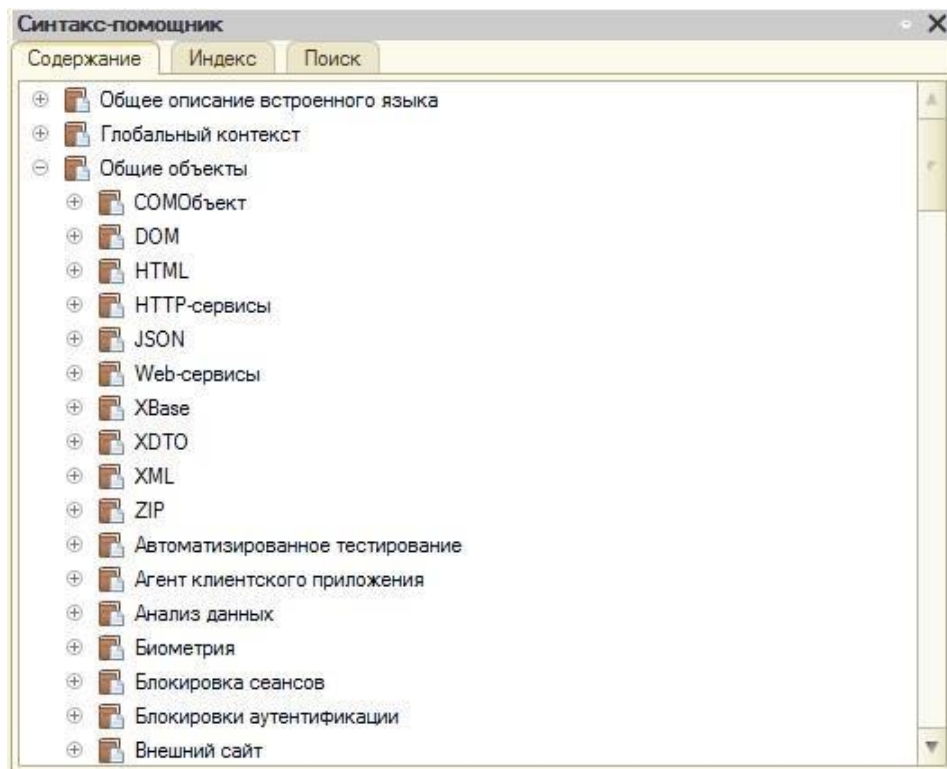 Синтакс-помощник
Содержание Индекс Поиск
Общее описание встроенного языка
Глобальный контекст
Общие объекты
COMОбъект
DOM
HTML
HTTP-сервисы
JSON
Web-сервисы
XBase
XDTO
XML
ZIP
Автоматизированное тестирование
Агент клиентского приложения
Анализ данных
Биометрия
Блокировка сеансов
Блокировки аутентификации
Внешний сайт